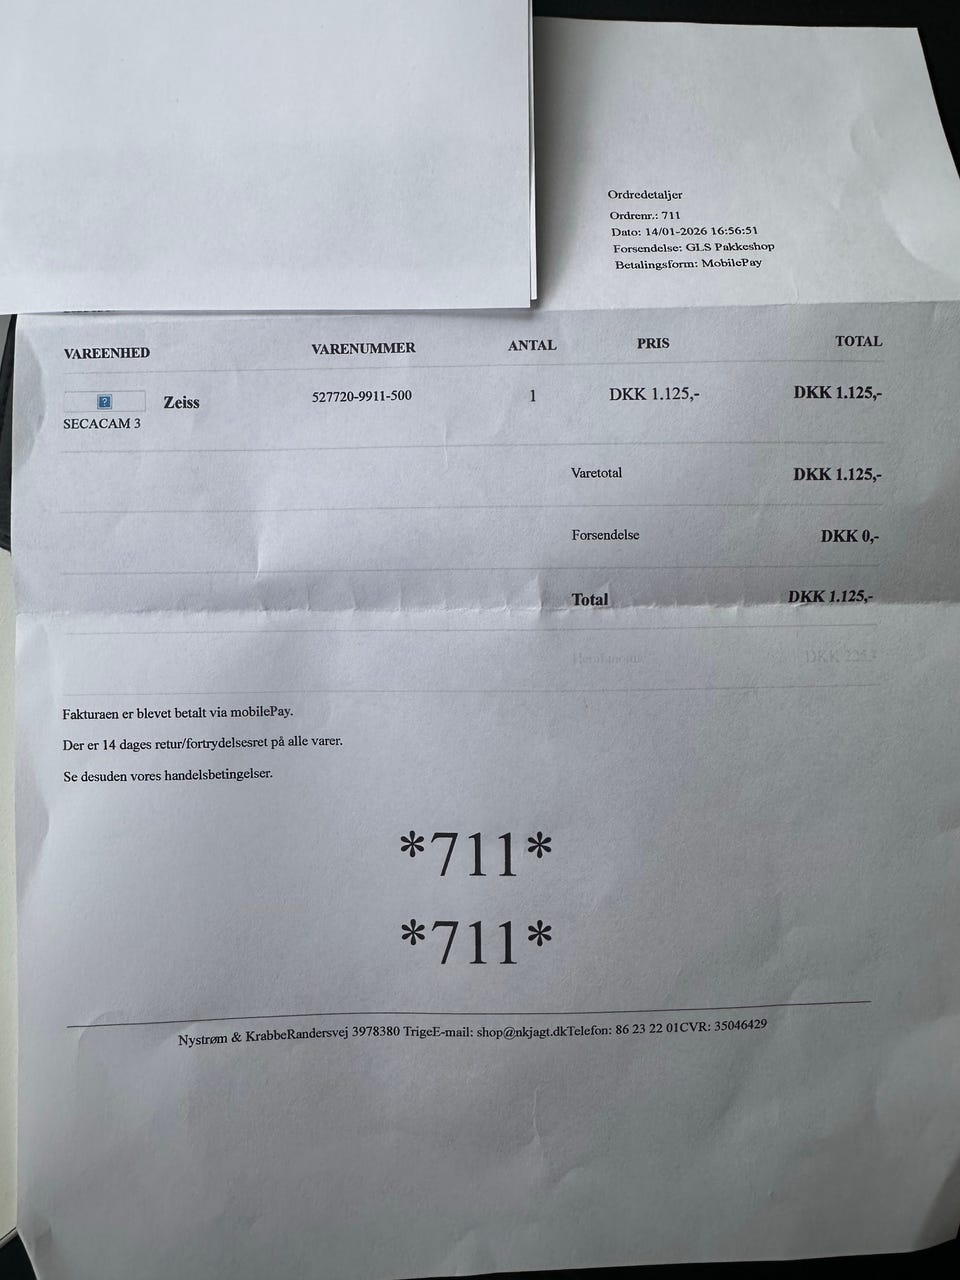 Ordredetaljer
Ordrenr.: 711
Dato: 14/01-2026 16:56:51
Forsendelse: GLS Pakkeshop
Betalingsform: MobilePay
VAREENHED VARENUMMER ANTAL PRIS TOTAL
Zeiss 527720-9911-500 1 DKK 1.125,- DKK 1.125,-
SECACAM 3
Varetotal DKK 1.125,-
Forsendelse DKK 0,-
Total DKK 1.125,-
DKK
Fakturaen er blevet betalt via mobilePay.
Der er 14 dages retur/fortrydelsesret på alle varer.
Se desuden vores handelsbetingelser.
*711*
*711*
Nystrøm & KrabbeRandersvej 3978380 TrigeE-mail: shop@nkjagt.dkTelefon: 86 23 22 01CVR: 35046429